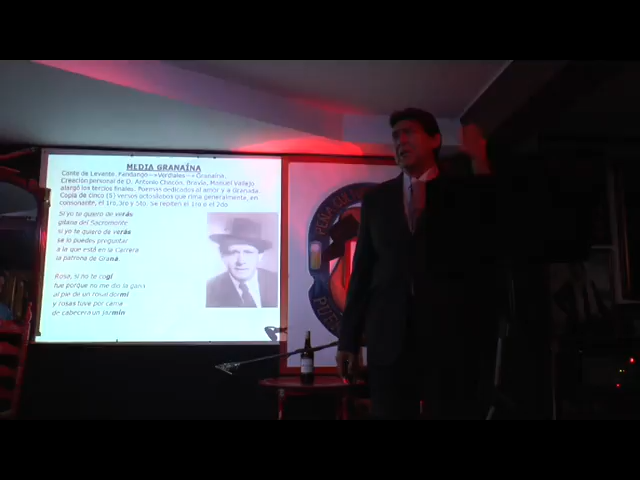 MEDIA GRANAÍNA
Cante de Levante. Fandango-->Verdiales-->Granaína.
Creación personal de D. Antonio Chacón. Bravía, Manuel Vallejo
alargó los tercios finales. Poemas dedicados al amor y a Granada.
Copla de Cinco (5) versos octosílabos que rima generalmente, en
consonante, el 1ro,3ro y 5to. Se repiten el 1ro o el 2do
Si yo te quiero de verás
gitana del Sacromonte
si yo te quiero de verás
se lo puedes preguntar
a la que está en la Carrera
la patrona de Graná.
Rosa, si no te cogí
fue porque no me dio la gana
al pie de un rosal dormí
y rosas tuve por cama
de cabecera un jazmín
PEÑA